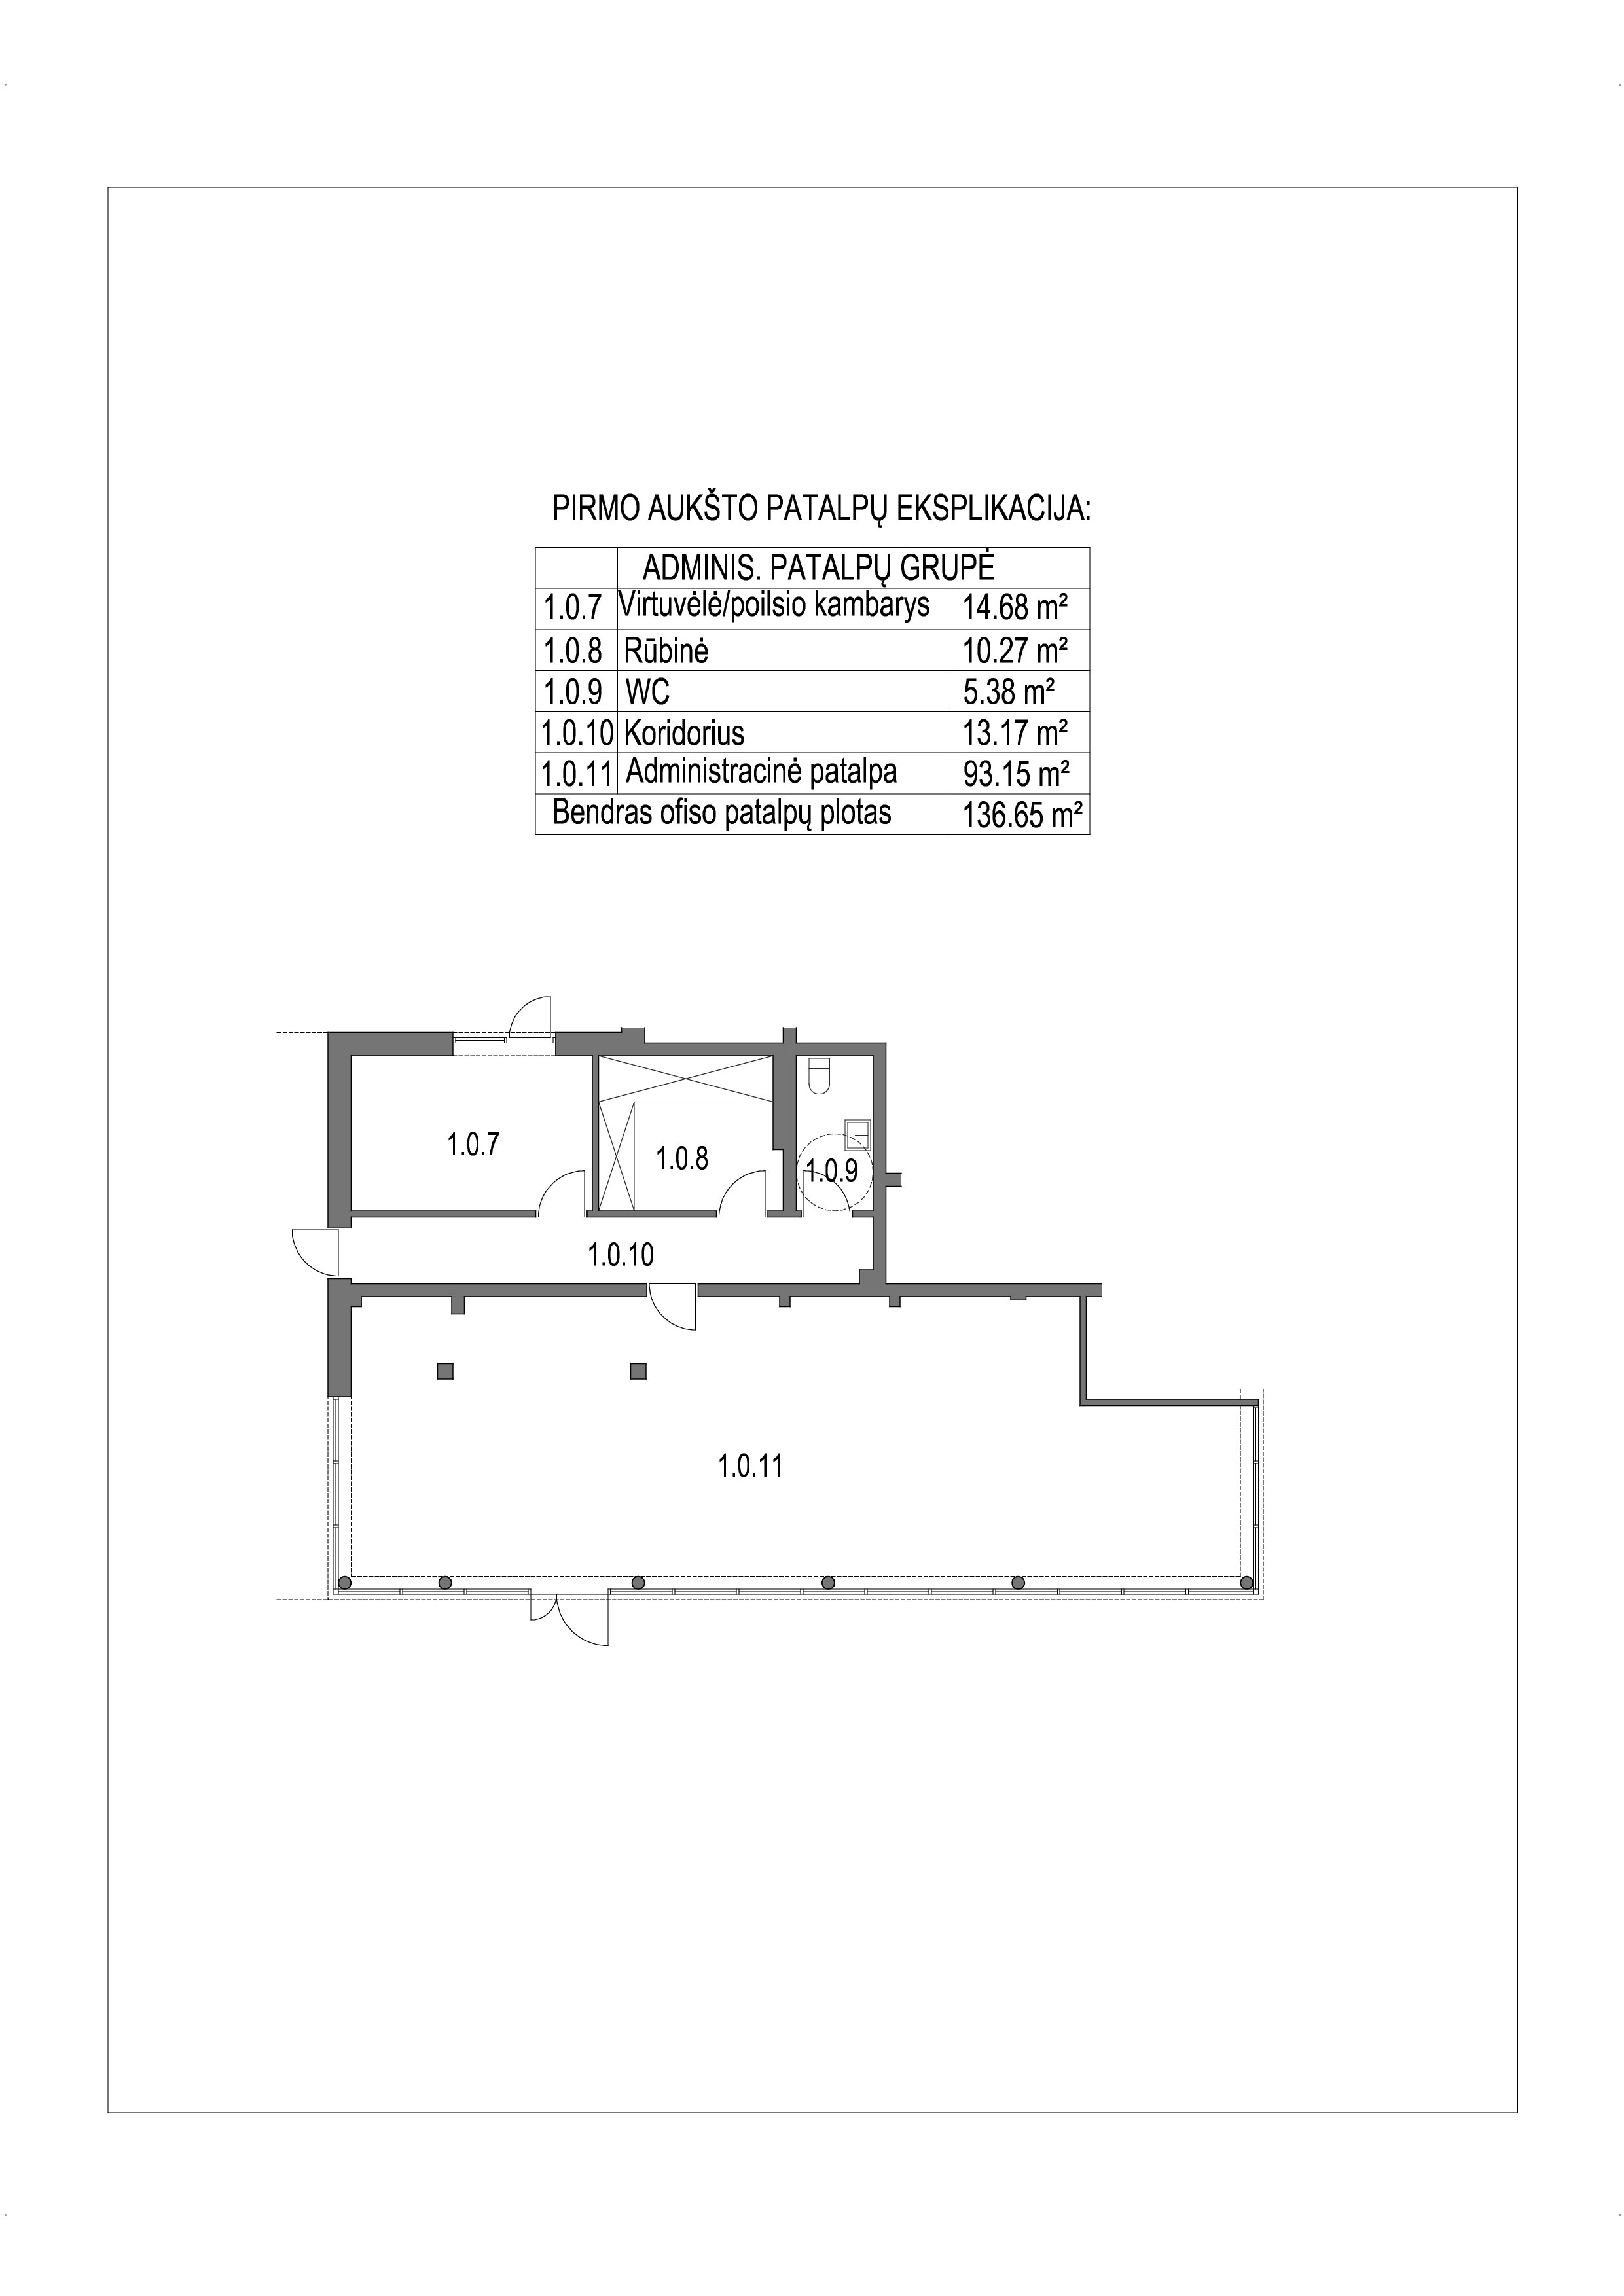 PIRMO AUKŠTO PATALPŲ EKSPLIKACIJA:
ADMINIS. PATALPŲ GRUPĖ
1.0.7 Virtuvėlė/poilsio kambarys 14.68 m²
1.0.8 Rūbinė 10.27 m²
1.0.9 WC 5.38 m²
1.0.10 Koridorius 13.17 m²
1.0.11 Administracinė patalpa 93.15 m²
Bendras ofiso patalpų plotas 136.65 m²
1.0.7
1.0.8
1.0.9
1.0.10
1.0.11